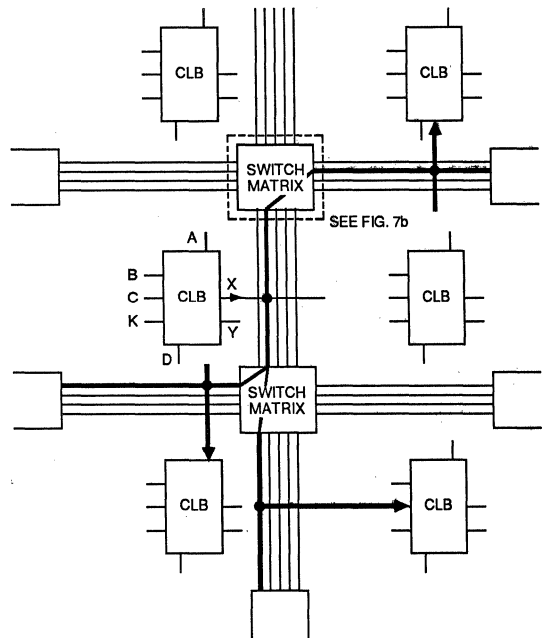 CLB
CLB
SWITCH
MATRIX
SEE FIG. 7b
A
B
C
CLB
X
K
Y
D
CLB
SWITCH
MATRIX
CLB
CLB